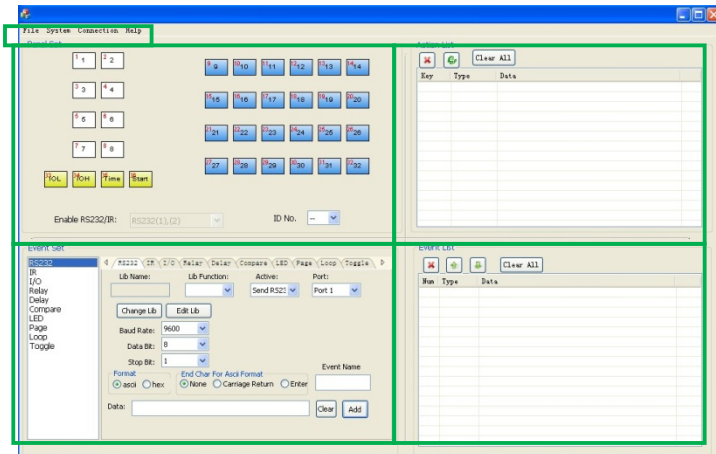 File System Connection Help
Panel Set
Action List
1 1 2 2
9 9 10 10 11 11 12 12 13 13 14 14
Clear All
Key Type Data
3 3 4 4
15 15 16 16 17 17 18 18 19 19 20 20
5 5 6 6
21 21 22 22 23 23 24 24 25 25 26 26
7 7 8 8
27 27 28 28 29 29 30 30 31 31 32 32
IOL IOH Time Start
Enable RS232/IR: RS232(1),(2) ID No. --
Event Set
Event List
RS232
IR
I/O
Relay
Delay
Compare
LED
Page
Loop
Toggle
RS232 IR I/O Relay Delay Compare LED Page Loop Toggle
Lib Name: Lib Function: Active: Port:
Send RS23 Port 1
Change Lib Edit Lib
Baud Rate: 9600
Data Bit: 8
Stop Bit: 1
Event Name
Format End Char For Ascii Format
ascii hex None Carriage Return Enter
Data: Clear Add
Clear All
Num Type Data